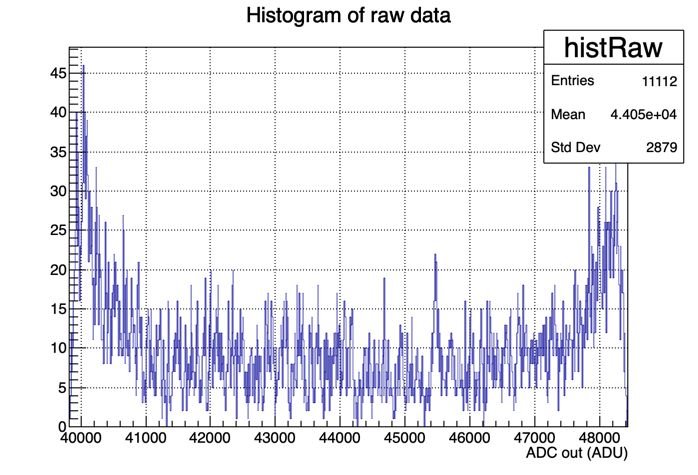 Histogram of raw data
histRaw
Entries 11112
Mean 4.405e+04
Std Dev 2879
45
40
35
30
25
20
15
10
5
0
40000 41000 42000 43000 44000 45000 46000 47000 48000
ADC out (ADU)